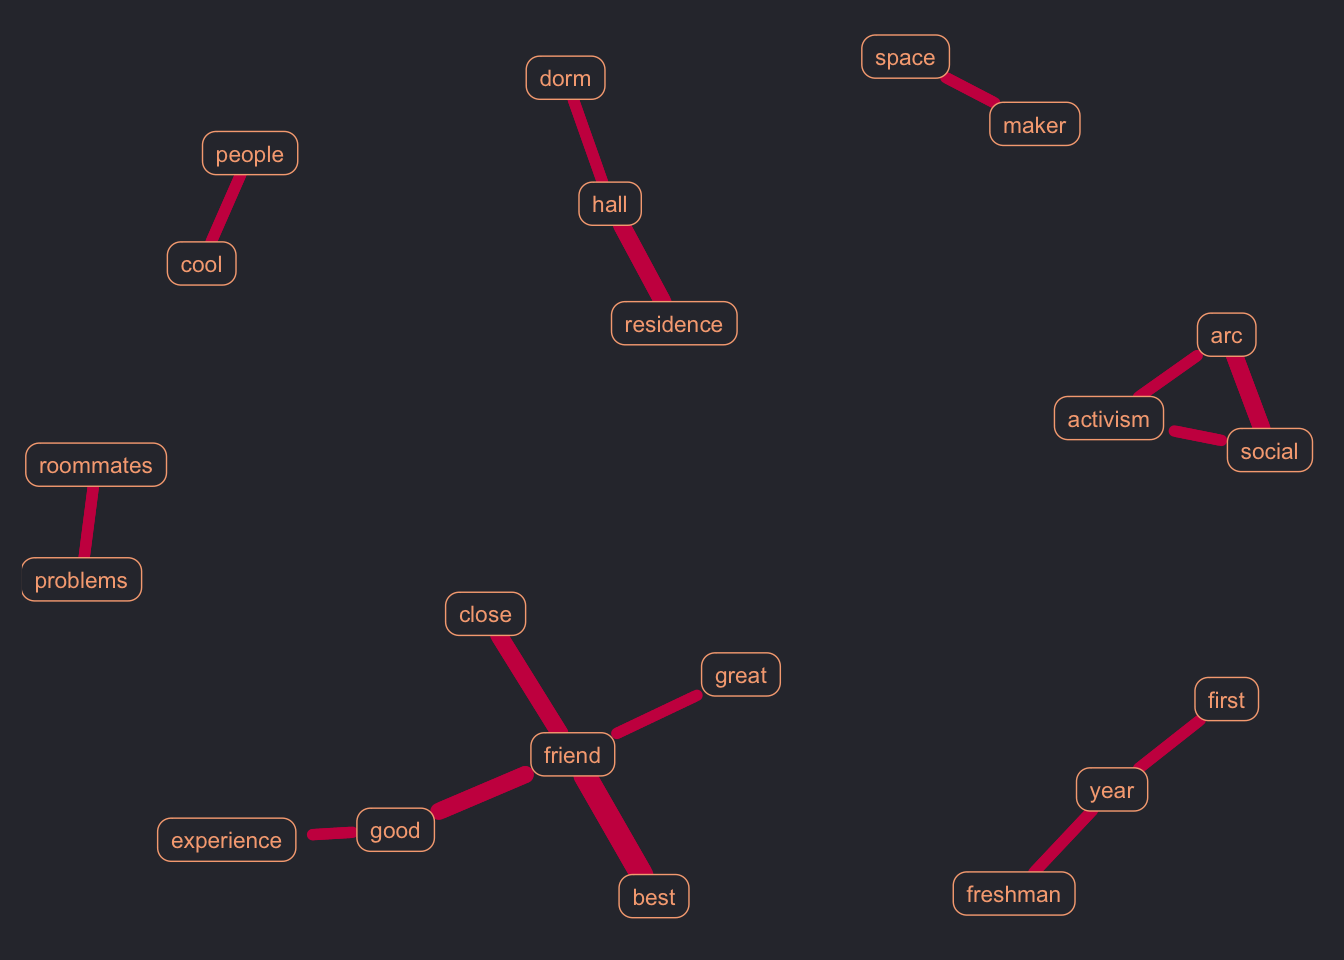 space
dorm
maker
people
hall
cool
residence
arc
activism
social
roommates
problems
close
great
first
friend
year
good
experience
freshman
best